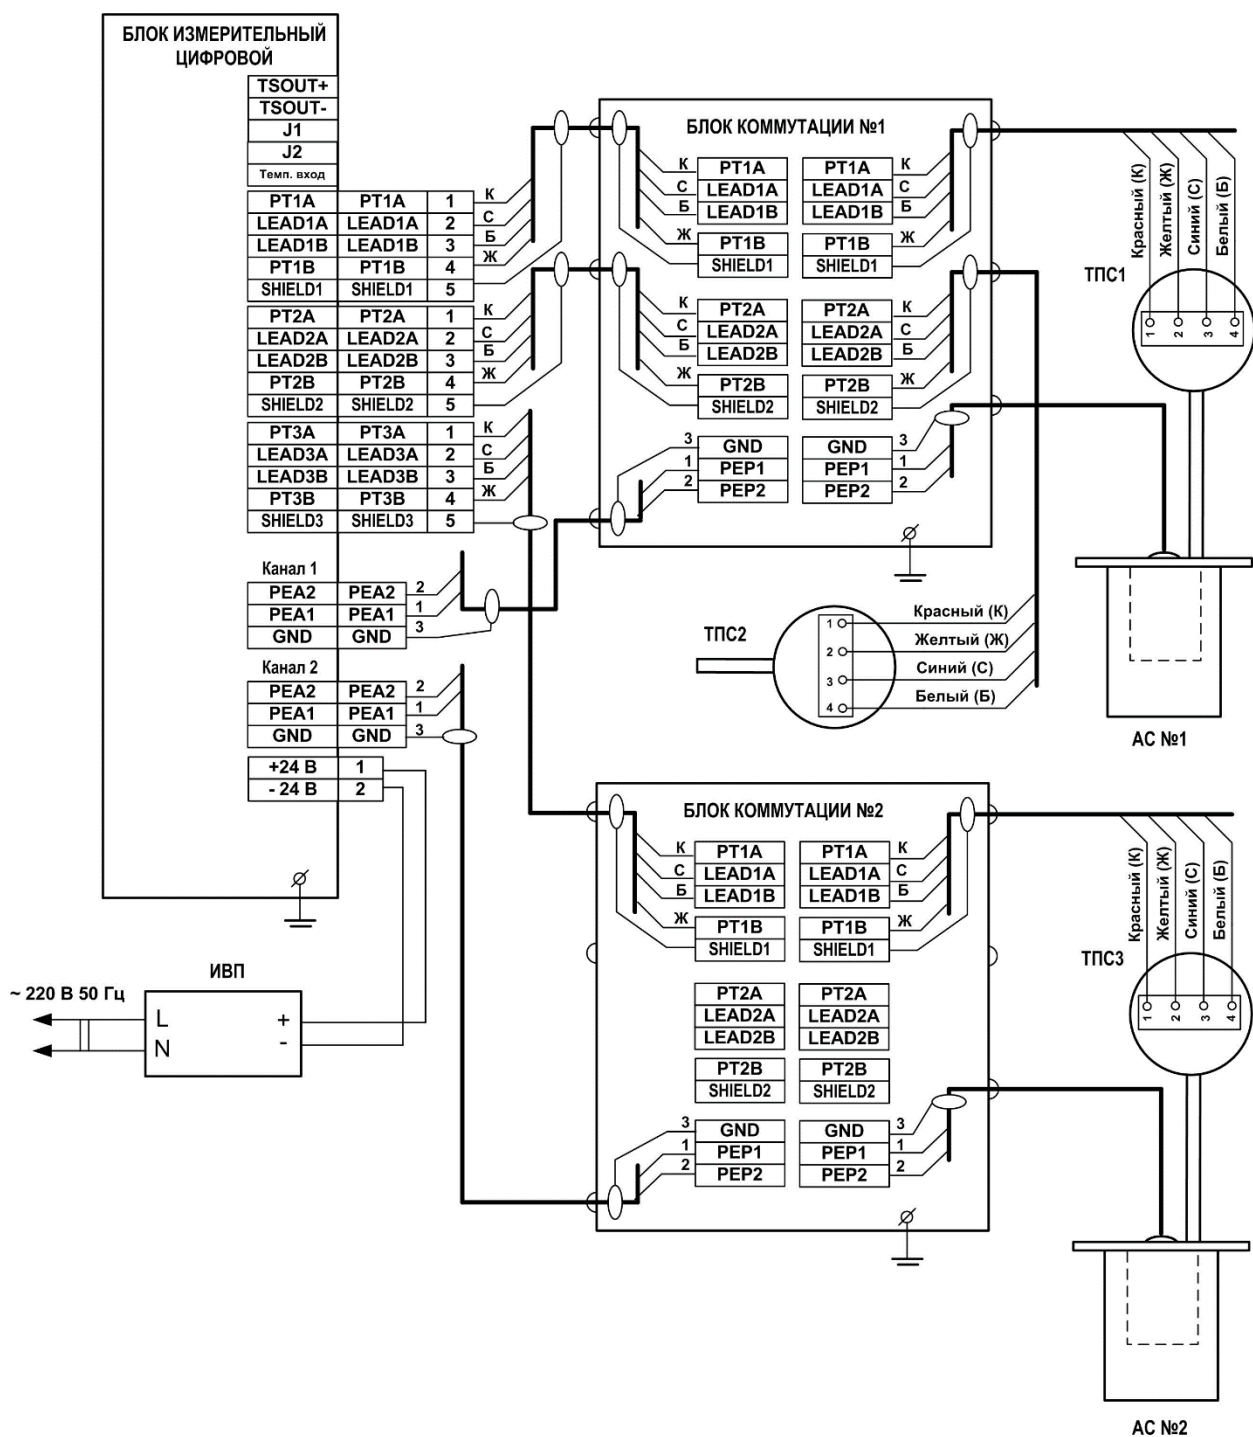 БЛОК ИЗМЕРИТЕЛЬНЫЙ
ЦИФРОВОЙ
TSOUT+
TSOUT-
J1
J2
Темп. вход
PT1A PT1A 1 К
LEAD1A LEAD1A 2 С
LEAD1B LEAD1B 3 Б
PT1B PT1B 4 Ж
SHIELD1 SHIELD1 5
PT2A PT2A 1 К
LEAD2A LEAD2A 2 С
LEAD2B LEAD2B 3 Б
PT2B PT2B 4 Ж
SHIELD2 SHIELD2 5
PT3A PT3A 1 К
LEAD3A LEAD3A 2 С
LEAD3B LEAD3B 3 Б
PT3B PT3B 4 Ж
SHIELD3 SHIELD3 5
Канал 1
PEA2 PEA2 2
PEA1 PEA1 1
GND GND 3
Канал 2
PEA2 PEA2 2
PEA1 PEA1 1
GND GND 3
+24 В 1
- 24 В 2
ИВП
~ 220 В 50 Гц
L +
N -
БЛОК КОММУТАЦИИ №1
К PT1A PT1A К
С LEAD1A LEAD1A С
Б LEAD1B LEAD1B Б
Ж PT1B PT1B Ж
SHIELD1 SHIELD1
К PT2A PT2A К
С LEAD2A LEAD2A С
Б LEAD2B LEAD2B Б
Ж PT2B PT2B Ж
SHIELD2 SHIELD2
3 GND GND 3
1 PEP1 PEP1 1
2 PEP2 PEP2 2
Красный (К)
Желтый (Ж)
Синий (С)
Белый (Б)
ТПС1
1 2 3 4
АС №1
ТПС2
1 Красный (К)
2 Желтый (Ж)
3 Синий (С)
4 Белый (Б)
БЛОК КОММУТАЦИИ №2
К PT1A PT1A К
С LEAD1A LEAD1A С
Б LEAD1B LEAD1B Б
Ж PT1B PT1B Ж
SHIELD1 SHIELD1
PT2A PT2A
LEAD2A LEAD2A
LEAD2B LEAD2B
PT2B PT2B
SHIELD2 SHIELD2
3 GND GND 3
1 PEP1 PEP1 1
2 PEP2 PEP2 2
Красный (К)
Желтый (Ж)
Синий (С)
Белый (Б)
ТПС3
1 2 3 4
АС №2